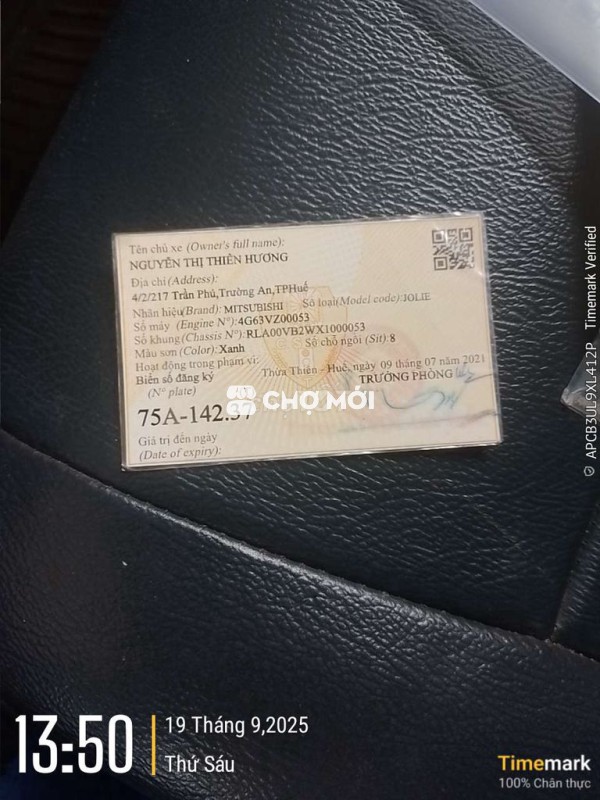 Tên chủ xe (Owner's full name):
NGUYỄN THỊ THIÊN HƯƠNG
Địa chỉ (Address):
4/2/217 Trần Phú,Trường An,TPHuế
Nhãn hiệu(Brand): MITSUBISHI Số loại(Model code):JOLIE
Số máy (Engine N°):4G63VZ00053
Số khung(Chassis N°):RLA00VB2WX1000053
Màu sơn (Color):Xanh Số chỗ ngồi (Sit):8
Hoạt động trong phạm vi:
Thừa Thiên - Huế, ngày 09 tháng 07 năm 2021
Biển số đăng ký TRƯỞNG PHÒNG
(N° plate)
CHỢ MỚI
75A-142.37
Giá trị đến ngày
(Date of expiry):
13:50
19 Tháng 9,2025
Thứ Sáu
Timemark
100% Chân thực
© APCB3UL9XL412P Timemark Verified